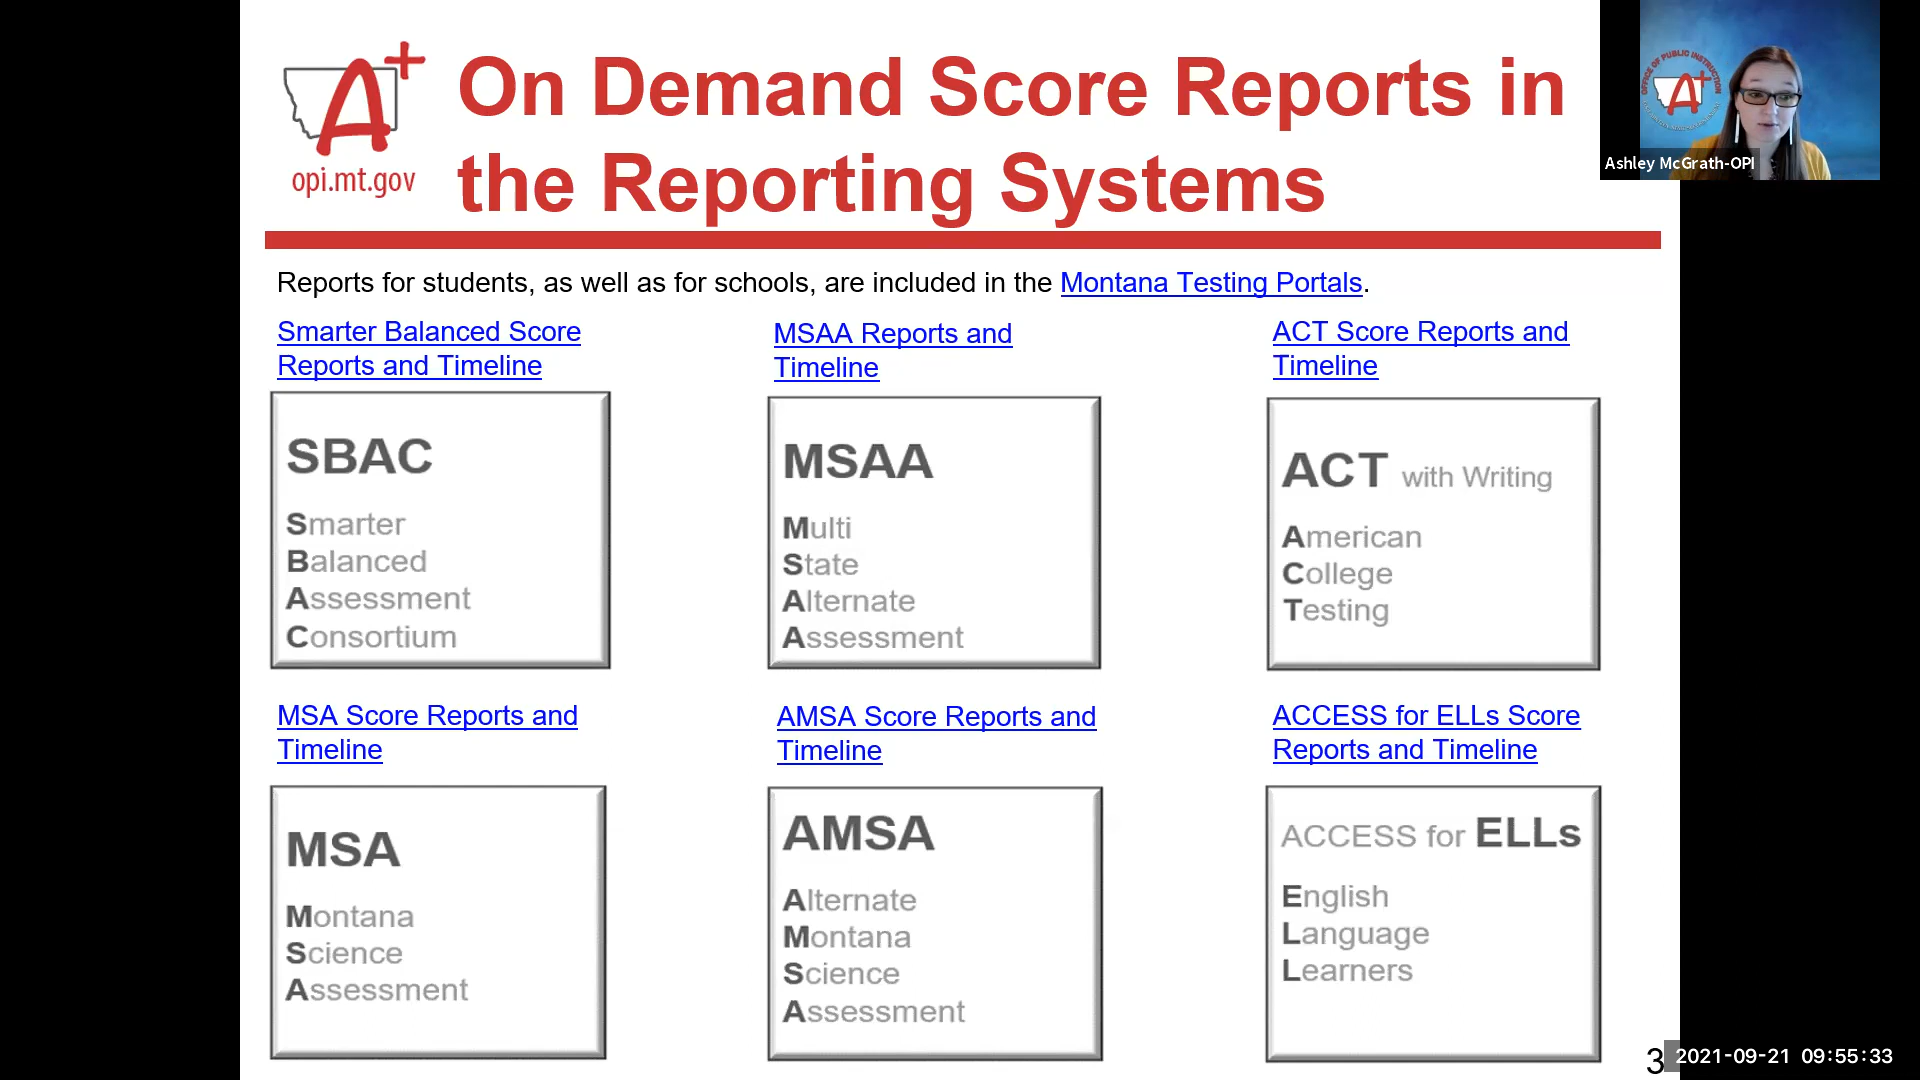 A+
opi.mt.gov
On Demand Score Reports in
the Reporting Systems
OFFICE OF PUBLIC INSTRUCTION
A+
Ashley McGrath-OPI
Reports for students, as well as for schools, are included in the Montana Testing Portals.
Smarter Balanced Score
Reports and Timeline
SBAC
Smarter
Balanced
Assessment
Consortium
MSAA Reports and
Timeline
MSAA
Multi
State
Alternate
Assessment
ACT Score Reports and
Timeline
ACT with Writing
American
College
Testing
MSA Score Reports and
Timeline
MSA
Montana
Science
Assessment
AMSA Score Reports and
Timeline
AMSA
Alternate
Montana
Science
Assessment
ACCESS for ELLs Score
Reports and Timeline
ACCESS for ELLs
English
Language
Learners
3
2021-09-21 09:55:33